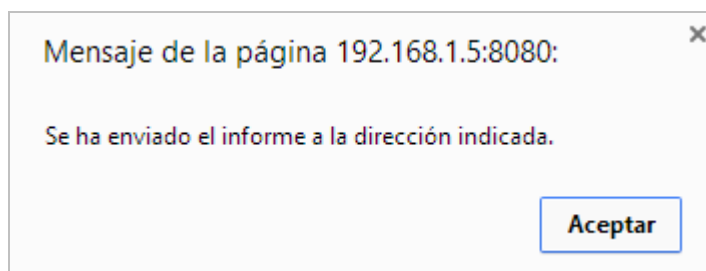 Mensaje de la página 192.168.1.5:8080:
Se ha enviado el informe a la dirección indicada.
Aceptar